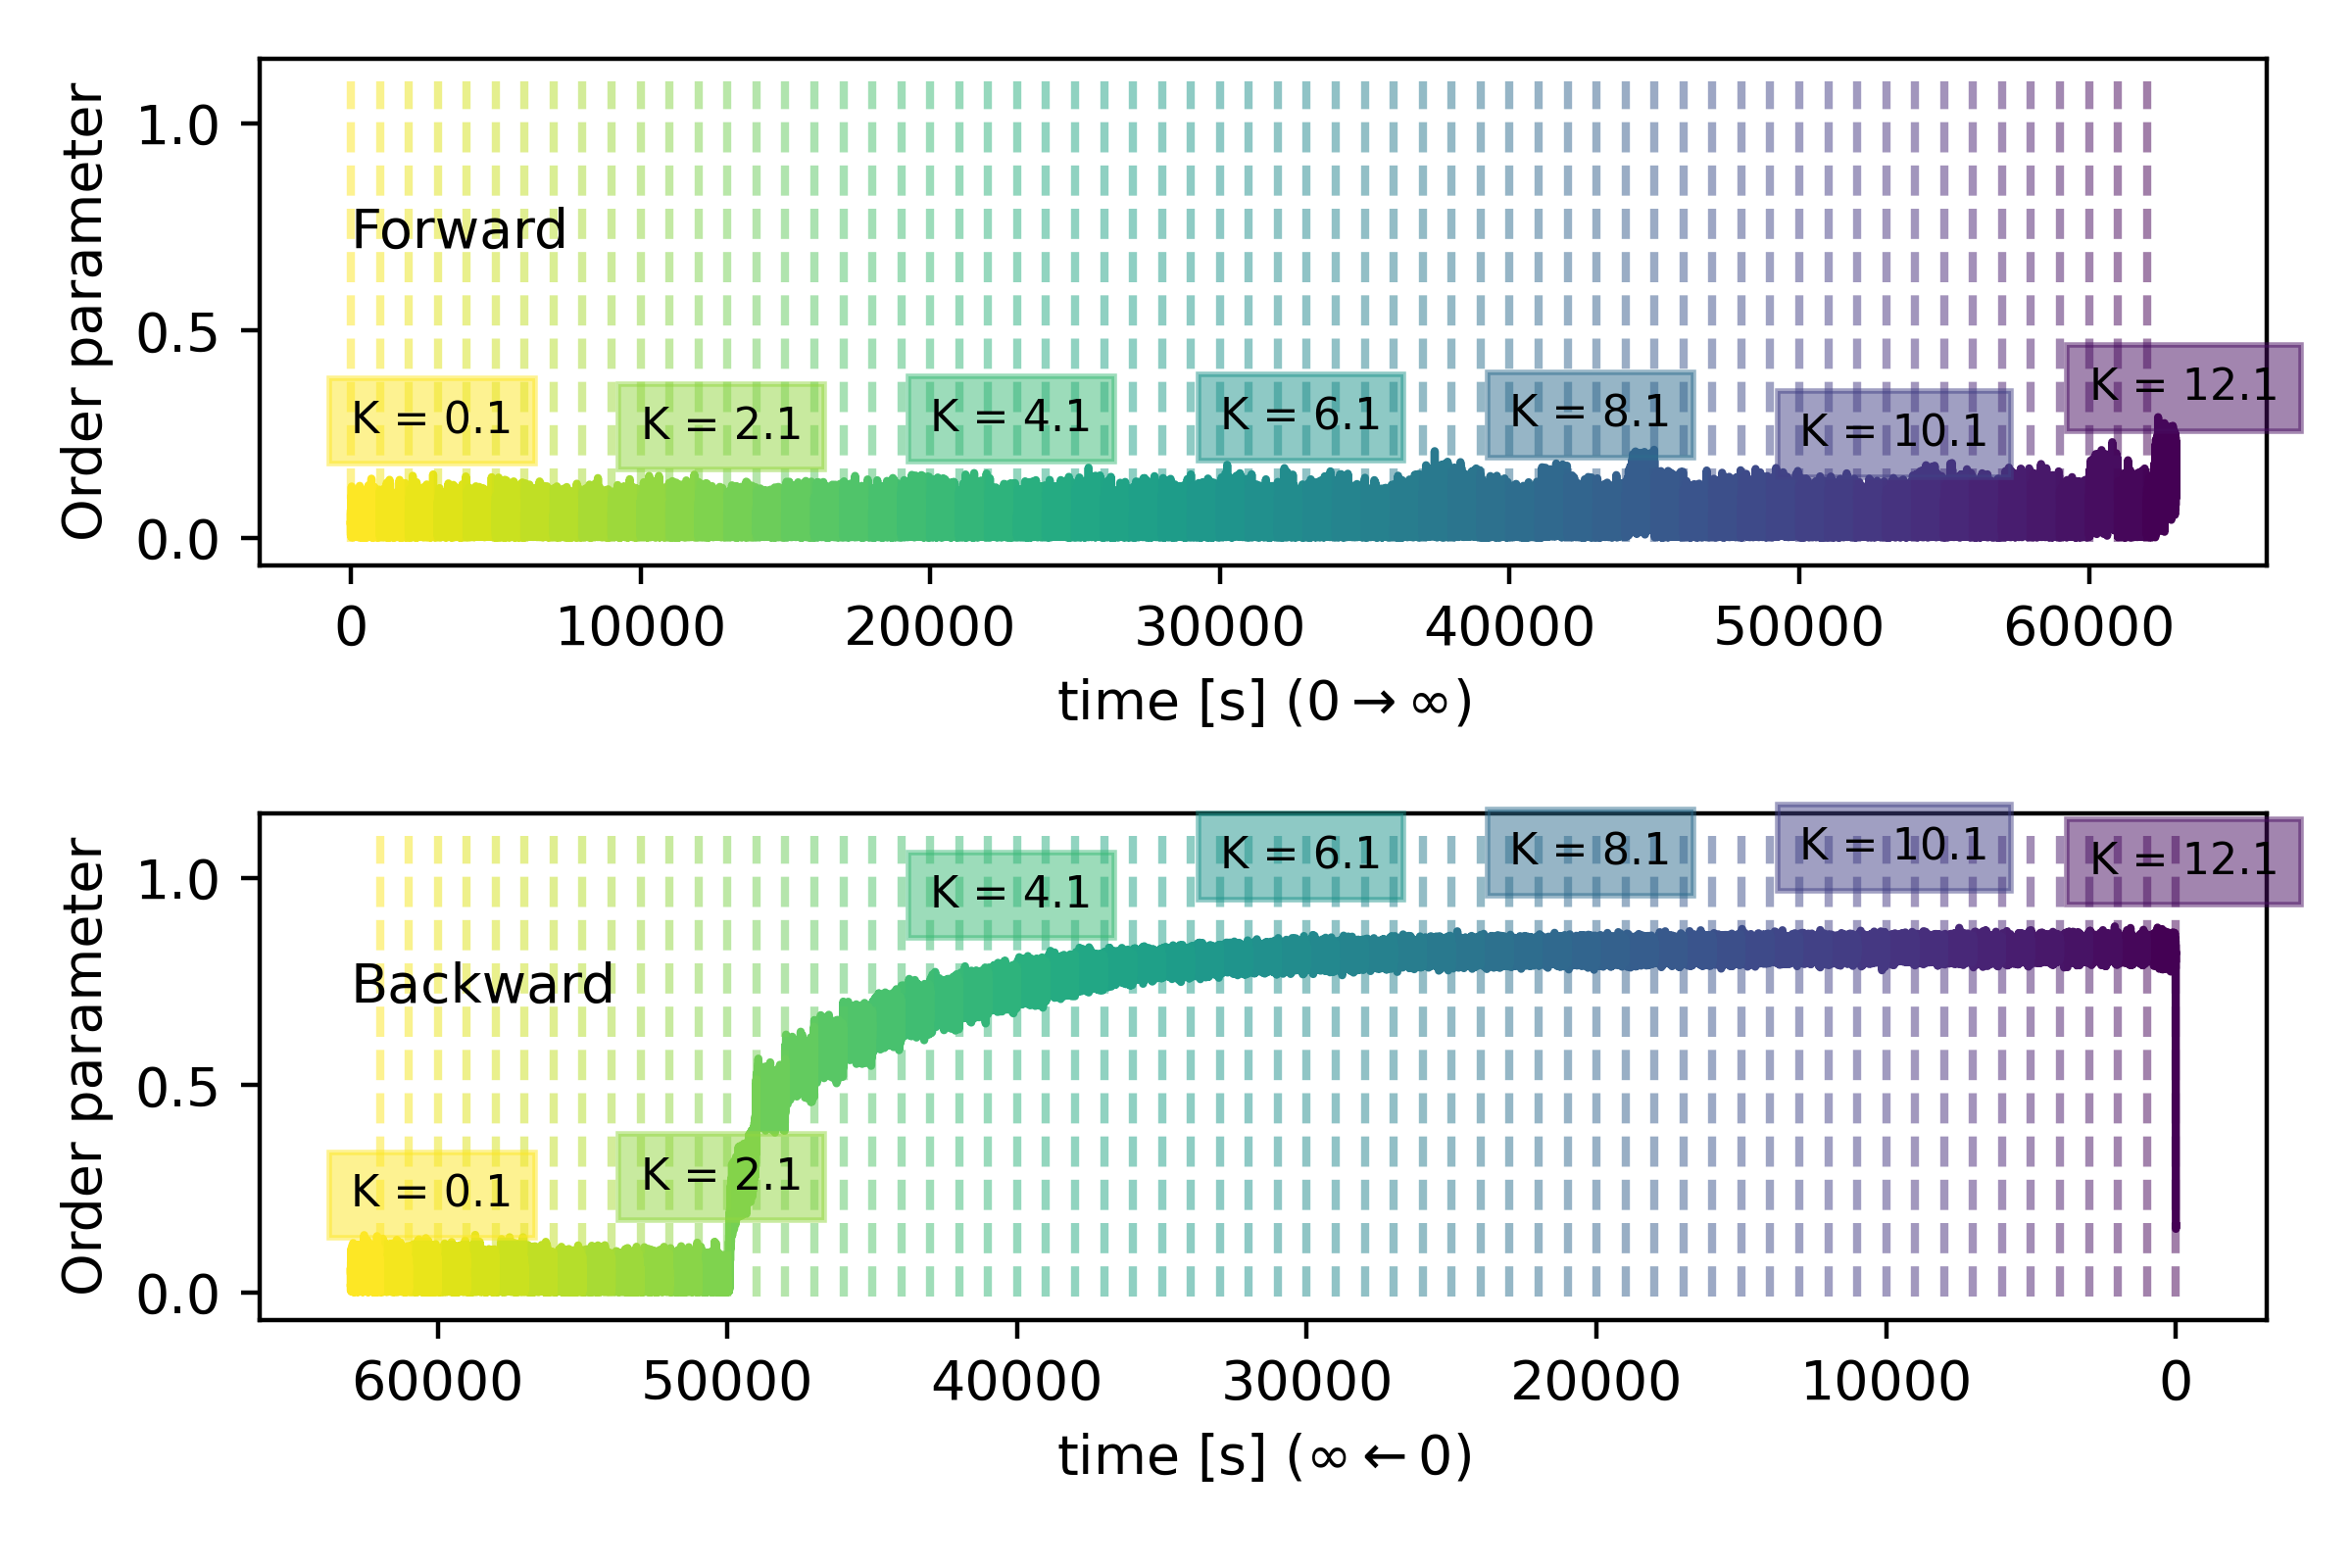 Order parameter
1.0
0.5
0.0
Forward
K = 0.1
K = 2.1
K = 4.1
K = 6.1
K = 8.1
K = 10.1
K = 12.1
0 10000 20000 30000 40000 50000 60000
time [s] (0 → ∞)
Order parameter
1.0
0.5
0.0
Backward
K = 0.1
K = 2.1
K = 4.1
K = 6.1
K = 8.1
K = 10.1
K = 12.1
60000 50000 40000 30000 20000 10000 0
time [s] (∞ ← 0)